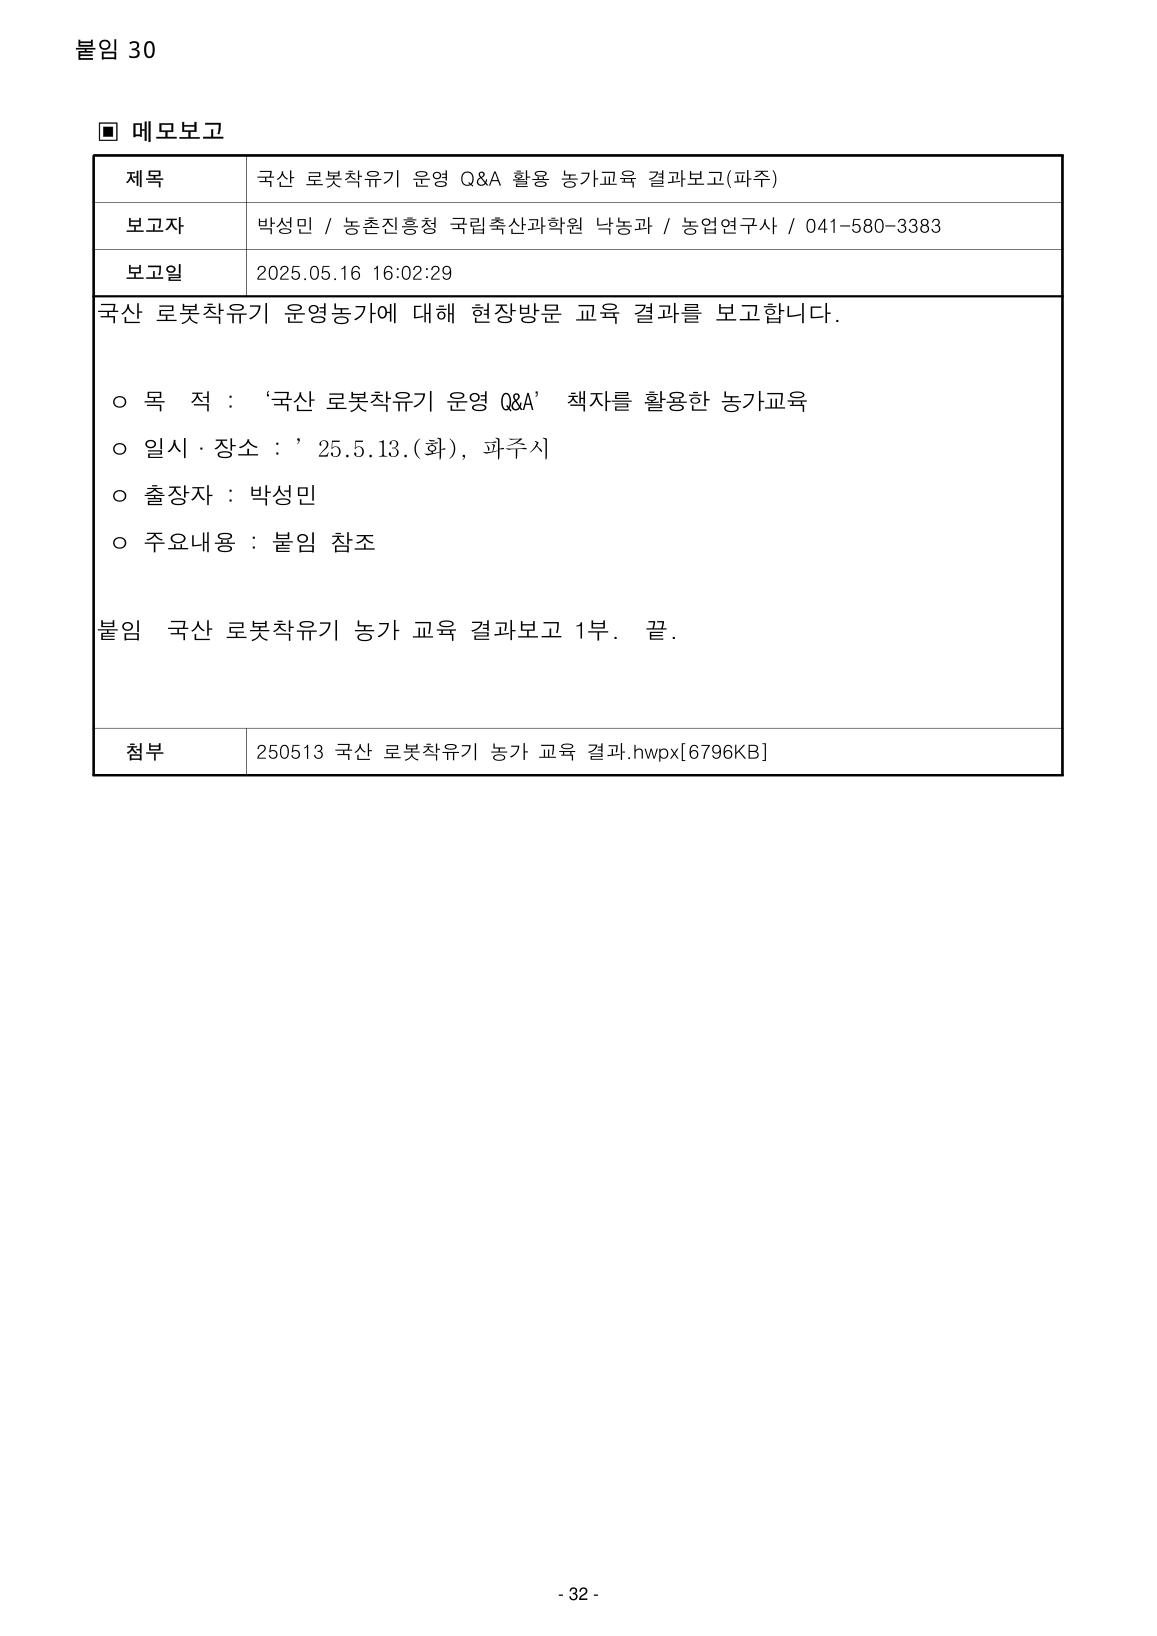 붙임 30
▣ 메모보고
제목 국산 로봇착유기 운영 Q&A 활용 농가교육 결과보고(파주)
보고자 박성민 / 농촌진흥청 국립축산과학원 낙농과 / 농업연구사 / 041-580-3383
보고일 2025.05.16 16:02:29
국산 로봇착유기 운영농가에 대해 현장방문 교육 결과를 보고합니다.
ㅇ 목 적 : ‘국산 로봇착유기 운영 Q&A’ 책자를 활용한 농가교육
ㅇ 일시 · 장소 : ’ 25.5.13.(화), 파주시
ㅇ 출장자 : 박성민
ㅇ 주요내용 : 붙임 참조
붙임 국산 로봇착유기 농가 교육 결과보고 1부. 끝.
첨부 250513 국산 로봇착유기 농가 교육 결과.hwpx[6796KB]
- 32 -